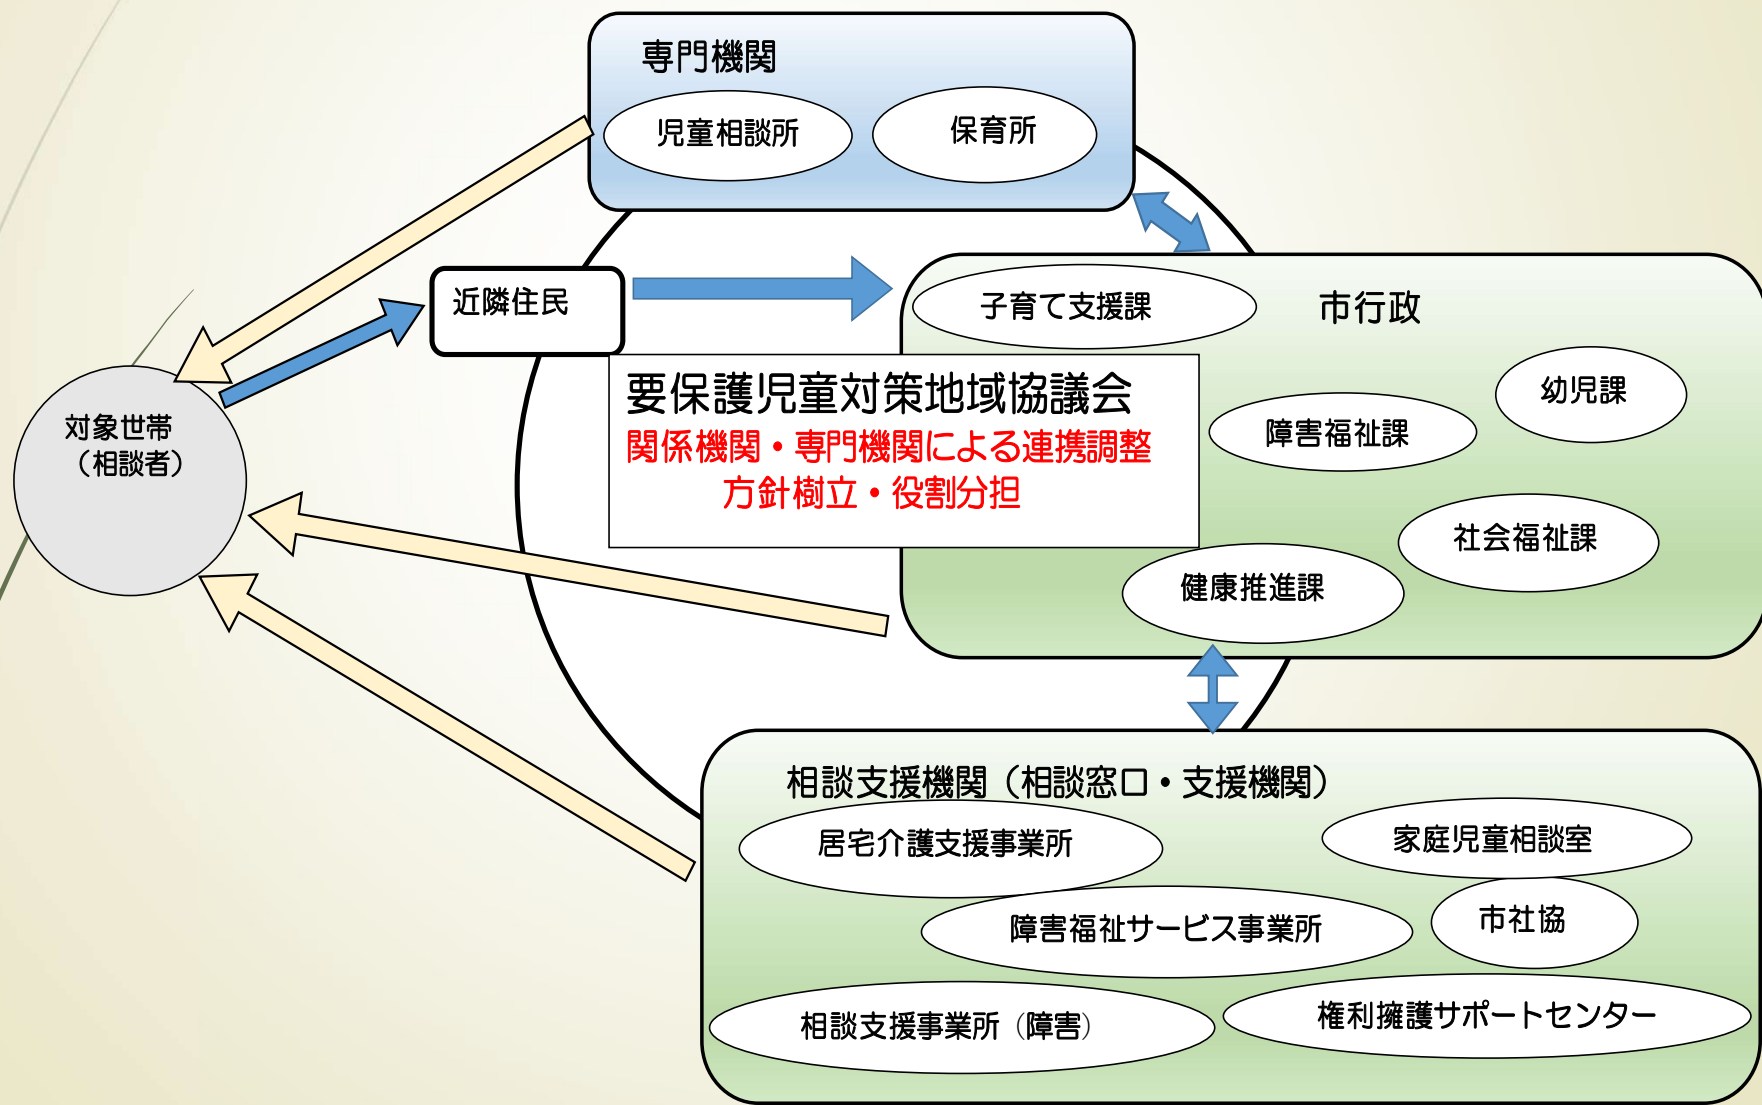 専門機関
児童相談所
保育所
近隣住民
子育て支援課
市行政
幼児課
障害福祉課
要保護児童対策地域協議会
関係機関・専門機関による連携調整
方針樹立・役割分担
対象世帯
（相談者）
社会福祉課
健康推進課
相談支援機関（相談窓口・支援機関）
居宅介護支援事業所
家庭児童相談室
障害福祉サービス事業所
市社協
相談支援事業所（障害）
権利擁護サポートセンター